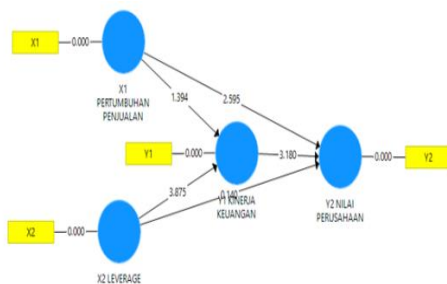 X1
0.000
X1
PERTUMBUHAN
PENJUALAN
1.394
2.595
Y1
0.000
3.180
0.000
Y2
3.875
0.140
Y1 KINERJA
KEUANGAN
Y2 NILAI
PERUSAHAAN
X2
0.000
X2 LEVERAGE